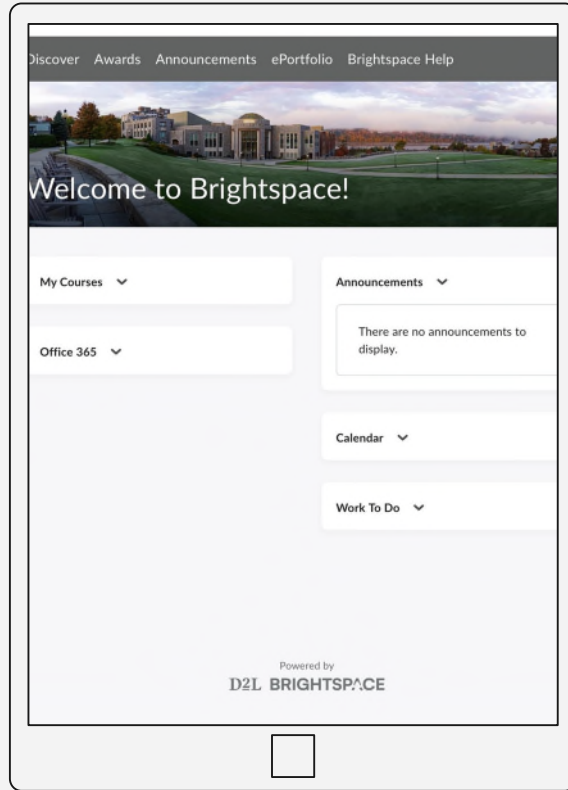 Discover Awards Announcements ePortfolio Brightspace Help
Welcome to Brightspace!
My Courses
Office 365
Announcements
There are no announcements to
display.
Calendar
Work To Do
Powered by
D2L BRIGHTSPACE